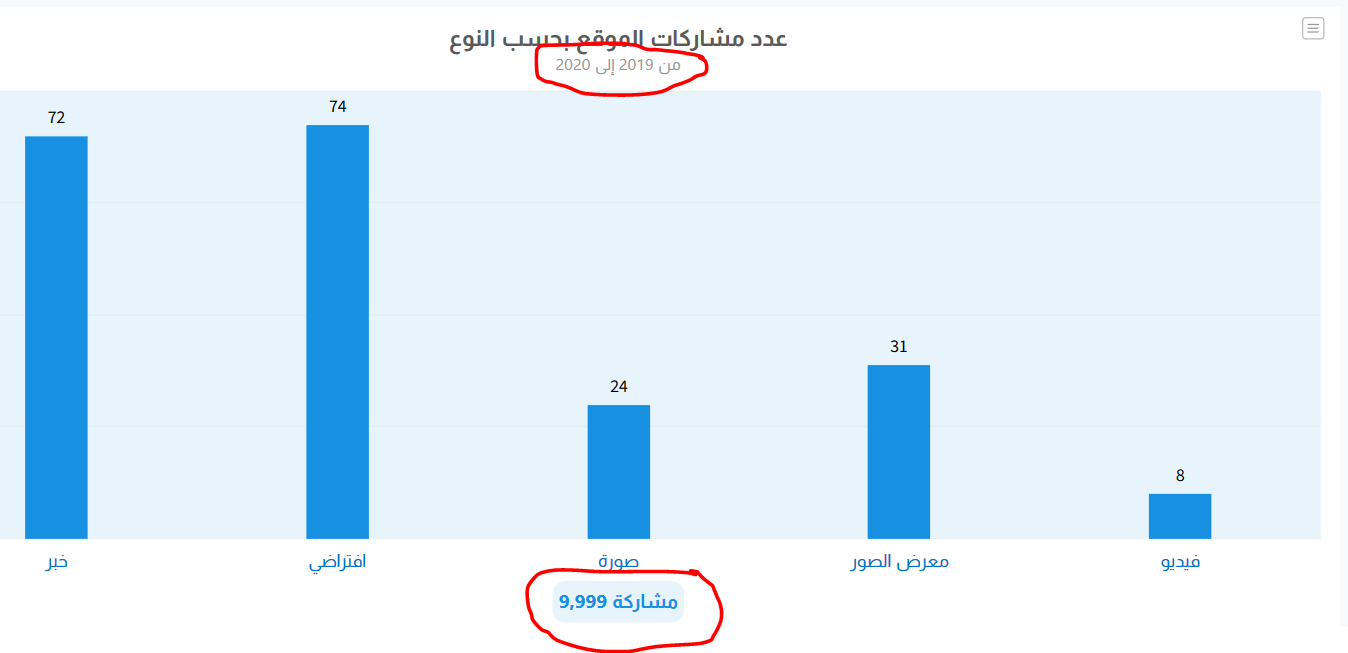 عدد مشاركات الموقع بحسب النوع
من 2019 إلى 2020
72
74
24
31
8
خبر
افتراضي
صورة
معرض الصور
فيديو
مشاركة 9,999